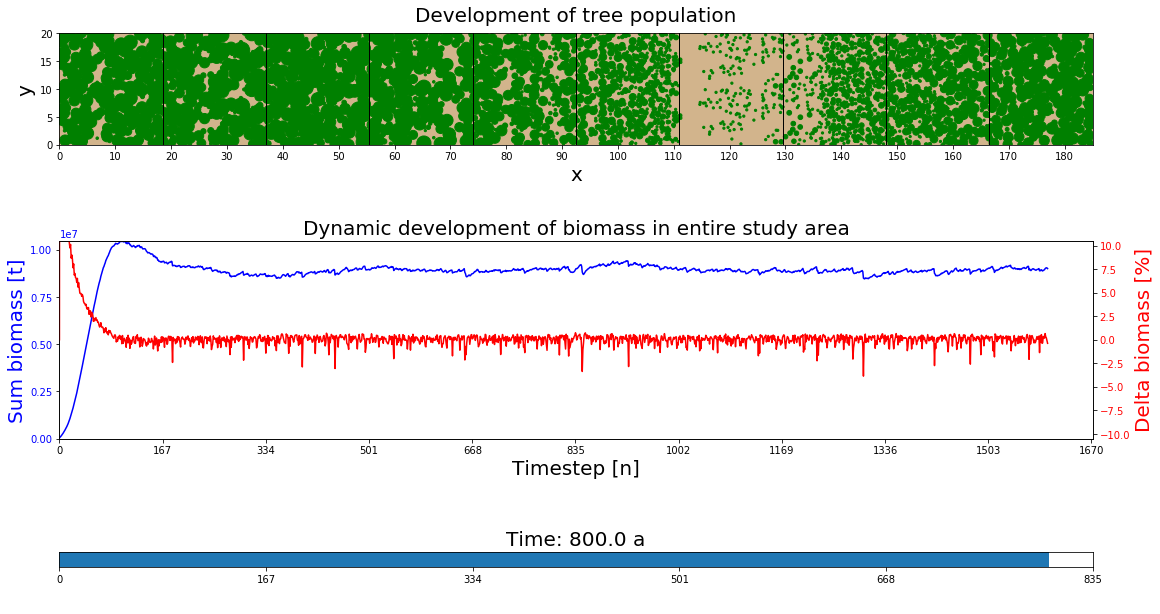 Development of tree population
20
15
10
5
0
y
0 10 20 30 40 50 60 70 80 90 100 110 120 130 140 150 160 170 180
x
Dynamic development of biomass in entire study area
1e7
1.00
0.75
0.50
0.25
0.00
Sum biomass [t]
10.0
7.5
5.0
2.5
0.0
−2.5
−5.0
−7.5
−10.0
Delta biomass [%]
0 167 334 501 668 835 1002 1169 1336 1503 1670
Timestep [n]
Time: 800.0 a
0 167 334 501 668 835